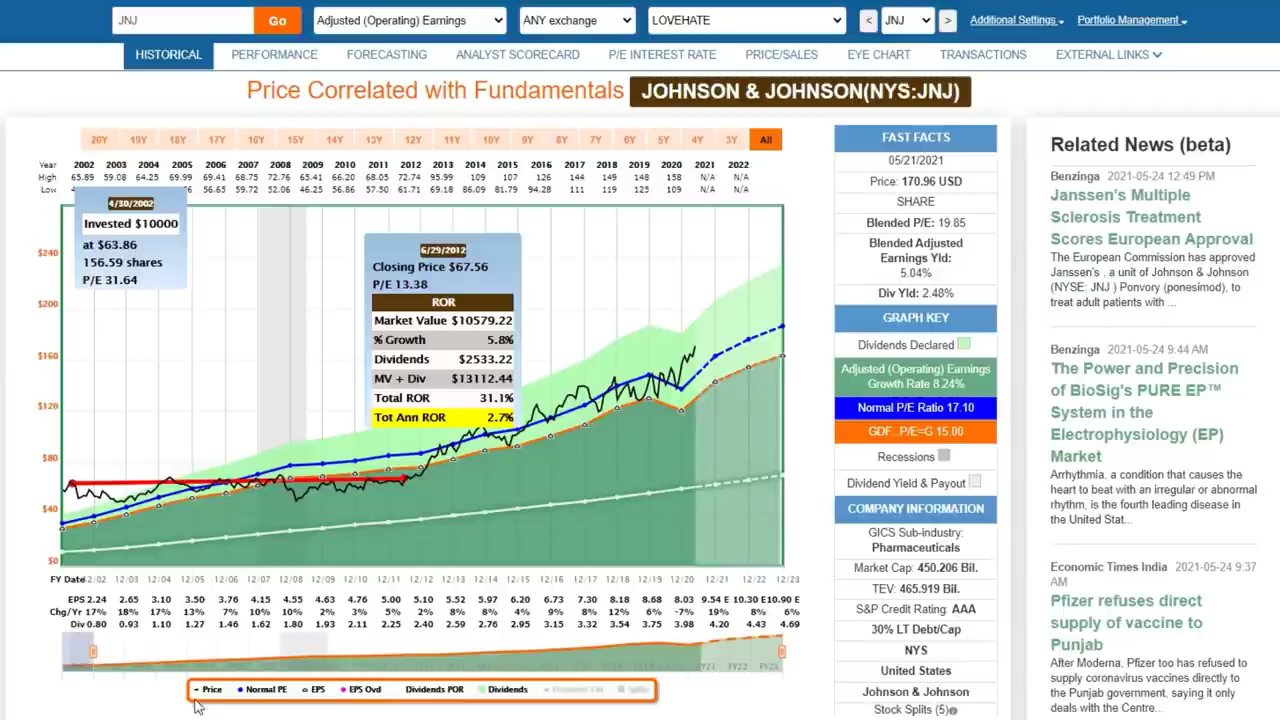 JNJ
Go
Adjusted (Operating) Earnings
ANY exchange
LOVEHATE
<
JNJ
>
Additional Settings
Portfolio Management
HISTORICAL PERFORMANCE FORECASTING ANALYST SCORECARD P/E INTEREST RATE PRICE/SALES EYE CHART TRANSACTIONS EXTERNAL LINKS
Price Correlated with Fundamentals JOHNSON & JOHNSON(NYS:JNJ)
20Y 19Y 18Y 17Y 16Y 15Y 14Y 13Y 12Y 11Y 10Y 9Y 8Y 7Y 6Y 5Y 4Y 3Y All
Year 2002 2003 2004 2005 2006 2007 2008 2009 2010 2011 2012 2013 2014 2015 2016 2017 2018 2019 2020 2021 2022
High 65.89 59.08 64.25 69.99 69.41 68.75 72.76 65.41 66.20 68.05 72.74 95.99 109 107 126 144 149 148 158 N/A N/A
Low 56.65 59.72 52.06 46.25 56.86 57.50 61.71 69.18 86.09 81.79 94.28 111 119 125 109 N/A N/A
4/30/2002
Invested $10000
at $63.86
156.59 shares
P/E 31.64
6/29/2012
Closing Price $67.56
P/E 13.38
ROR
Market Value $10579.22
% Growth 5.8%
Dividends $2533.22
MV + Div $13112.44
Total ROR 31.1%
Tot Ann ROR 2.7%
$240
$200
$160
$120
$80
$40
$0
FY Date 12/02 12/03 12/04 12/05 12/06 12/07 12/08 12/09 12/10 12/11 12/12 12/13 12/14 12/15 12/16 12/17 12/18 12/19 12/20 12/21 12/22 12/23
EPS 2.24 2.65 3.10 3.50 3.76 4.15 4.55 4.63 4.76 5.00 5.10 5.52 5.97 6.20 6.73 7.30 8.18 8.68 8.03 9.54 E 10.30 E 10.90 E
Chg/Yr 17% 18% 17% 13% 7% 10% 10% 2% 3% 5% 2% 8% 8% 4% 9% 8% 12% 6% -7% 19% 8% 6%
Div 0.80 0.93 1.10 1.27 1.46 1.62 1.80 1.93 2.11 2.25 2.40 2.59 2.76 2.95 3.15 3.32 3.54 3.75 3.98 4.20 4.43 4.69
FY21 FY22 FY23
Price Normal PE EPS EPS Ovd Dividends POR Dividends
FAST FACTS
05/21/2021
Price: 170.96 USD
SHARE
Blended P/E: 19.85
Blended Adjusted
Earnings Yld:
5.04%
Div Yld: 2.48%
GRAPH KEY
Dividends Declared
Adjusted (Operating) Earnings
Growth Rate 8.24%
Normal P/E Ratio 17.10
GDF...P/E=G 15.00
Recessions
Dividend Yield & Payout
COMPANY INFORMATION
GICS Sub-industry:
Pharmaceuticals
Market Cap: 450.206 Bil.
TEV: 465.919 Bil.
S&P Credit Rating: AAA
30% LT Debt/Cap
NYS
United States
Johnson & Johnson
Stock Splits (5)
Related News (beta)
Benzinga 2021-05-24 12:49 PM
Janssen's Multiple
Sclerosis Treatment
Scores European Approval
The European Commission has approved
Janssen's , a unit of Johnson & Johnson
(NYSE: JNJ ) Ponvory (ponesimod), to
treat adult patients with ...
Benzinga 2021-05-24 9:44 AM
The Power and Precision
of BioSig's PURE EP™
System in the
Electrophysiology (EP)
Market
Arrhythmia, a condition that causes the
heart to beat with an irregular or abnormal
rhythm, is the fourth leading disease in
the United Stat...
Economic Times India 2021-05-24 9:37
AM
Pfizer refuses direct
supply of vaccine to
Punjab
After Moderna, Pfizer too has refused to
supply coronavirus vaccines directly to
the Punjab government, saying it only
deals with the Centre...